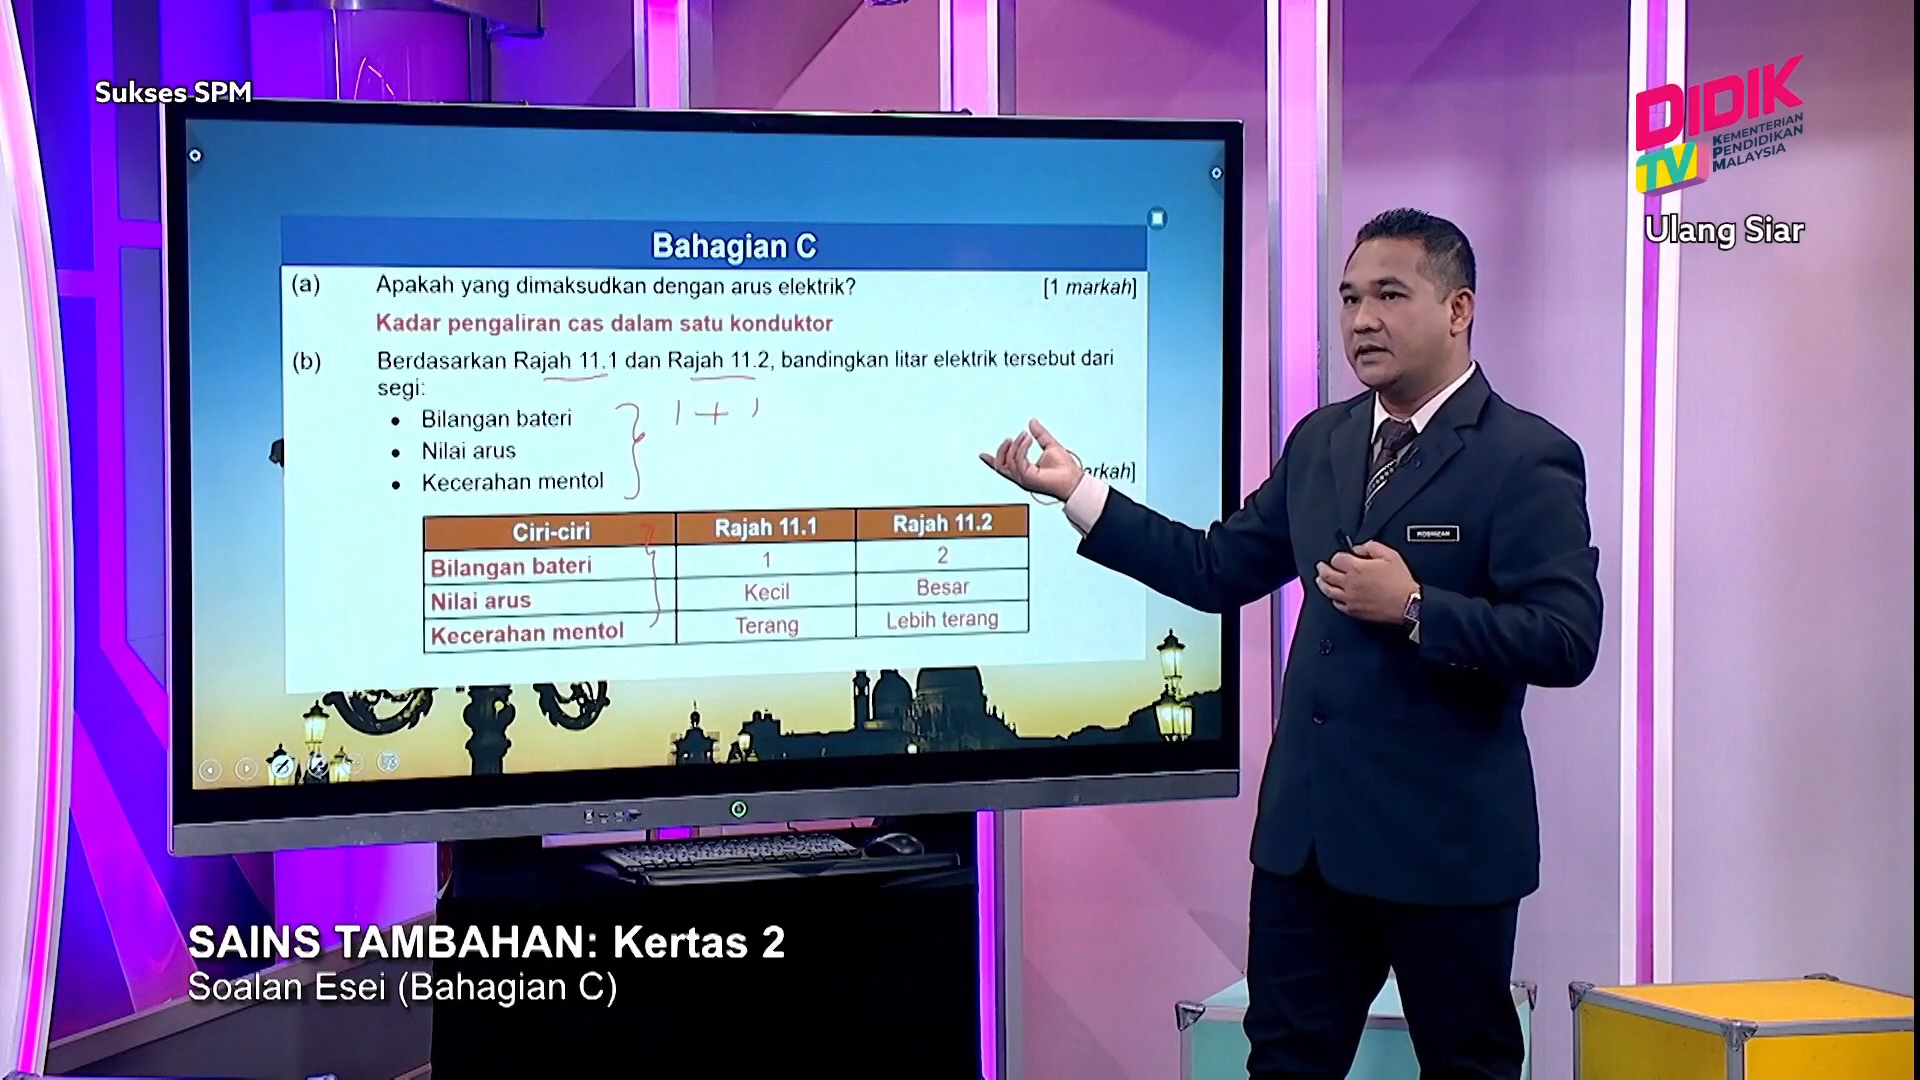 Sukses SPM
DIDIK
TV
KEMENTERIAN
PENDIDIKAN
MALAYSIA
Ulang Siar
Bahagian C
(a) Apakah yang dimaksudkan dengan arus elektrik? [1 markah]
Kadar pengaliran cas dalam satu konduktor
(b) Berdasarkan Rajah 11.1 dan Rajah 11.2, bandingkan litar elektrik tersebut dari
segi:
• Bilangan bateri 1 + 1
• Nilai arus
• Kecerahan mentol arkah]
Ciri-ciri Rajah 11.1 Rajah 11.2
Bilangan bateri 1 2
Nilai arus Kecil Besar
Kecerahan mentol Terang Lebih terang
ROSMIZAN
SAINS TAMBAHAN: Kertas 2
Soalan Esei (Bahagian C)